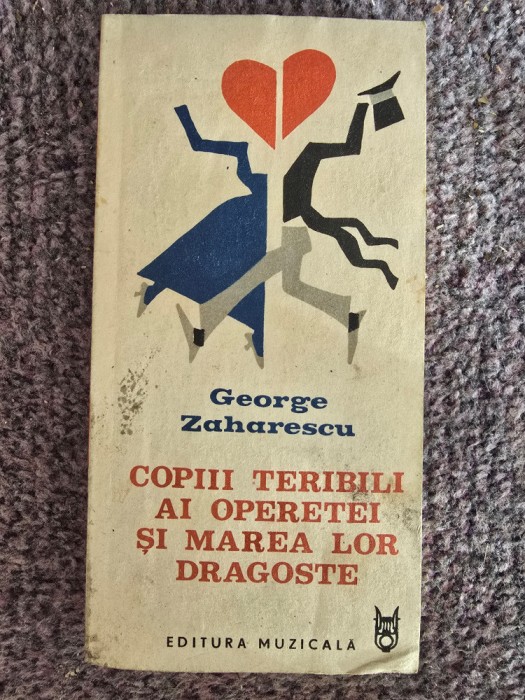 George
Zaharescu
COPIII TERIBILI
AI OPERETEI
ȘI MAREA LOR
DRAGOSTE
EDITURA MUZICALĂ